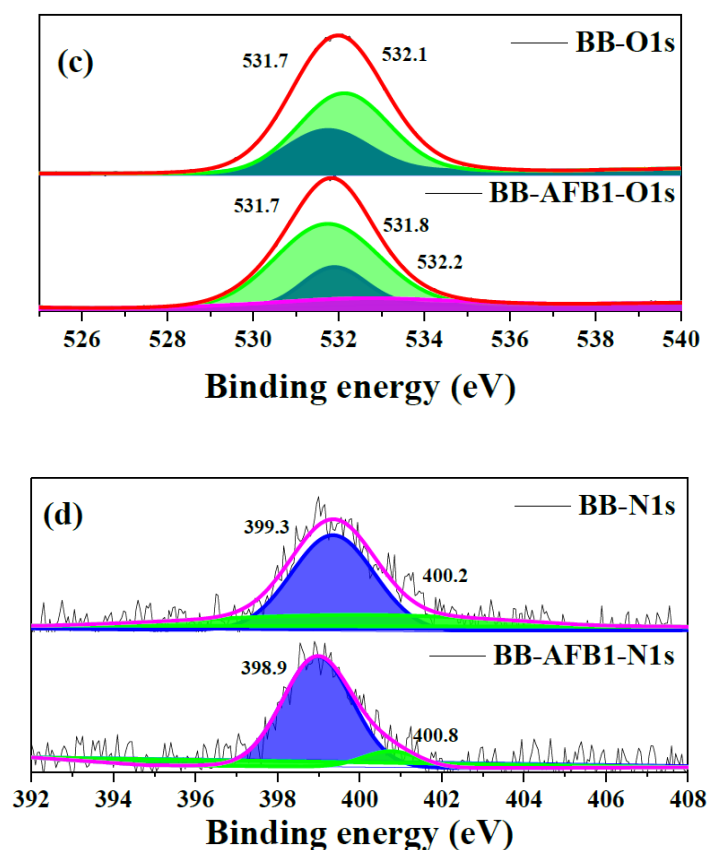 (c)
BB-O1s
531.7
532.1
BB-AFB1-O1s
531.7
531.8
532.2
526 528 530 532 534 536 538 540
Binding energy (eV)
(d)
BB-N1s
399.3
400.2
BB-AFB1-N1s
398.9
400.8
392 394 396 398 400 402 404 406 408
Binding energy (eV)